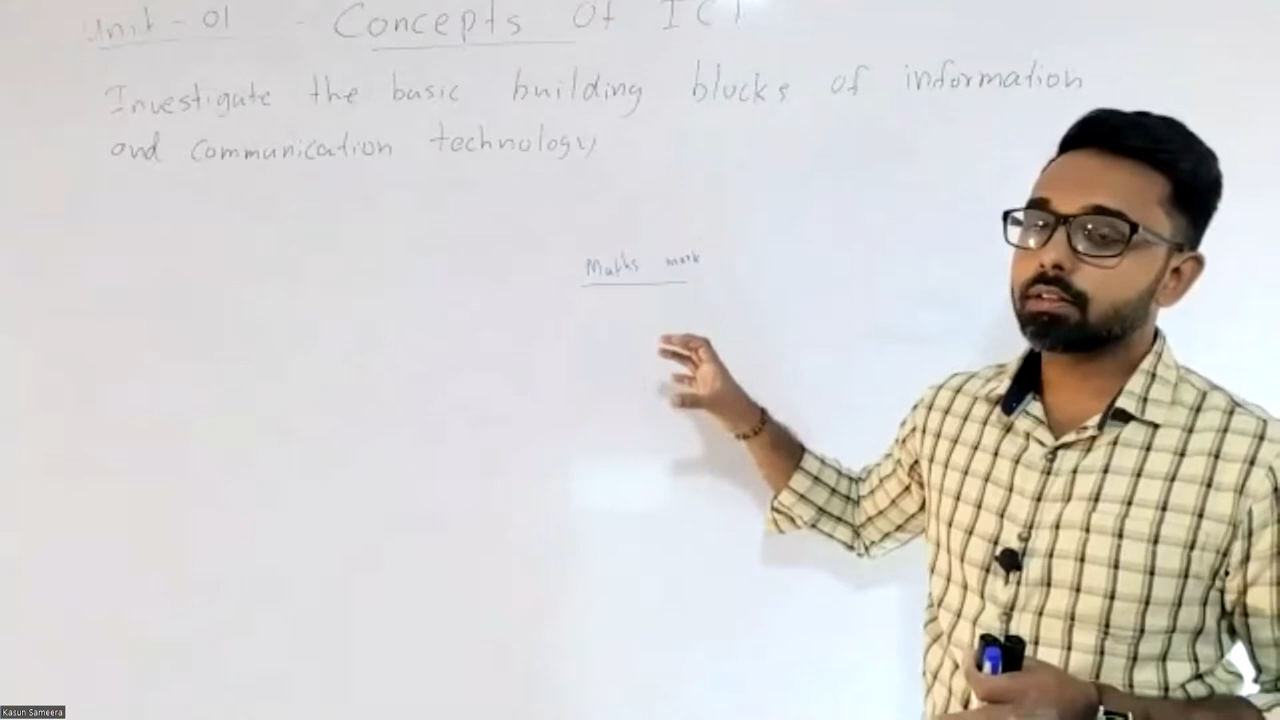 Unit - 01 - Concepts Of ICT
Investigate the basic building blocks of information
and communication technology
Maths mark
Kasun Sameera